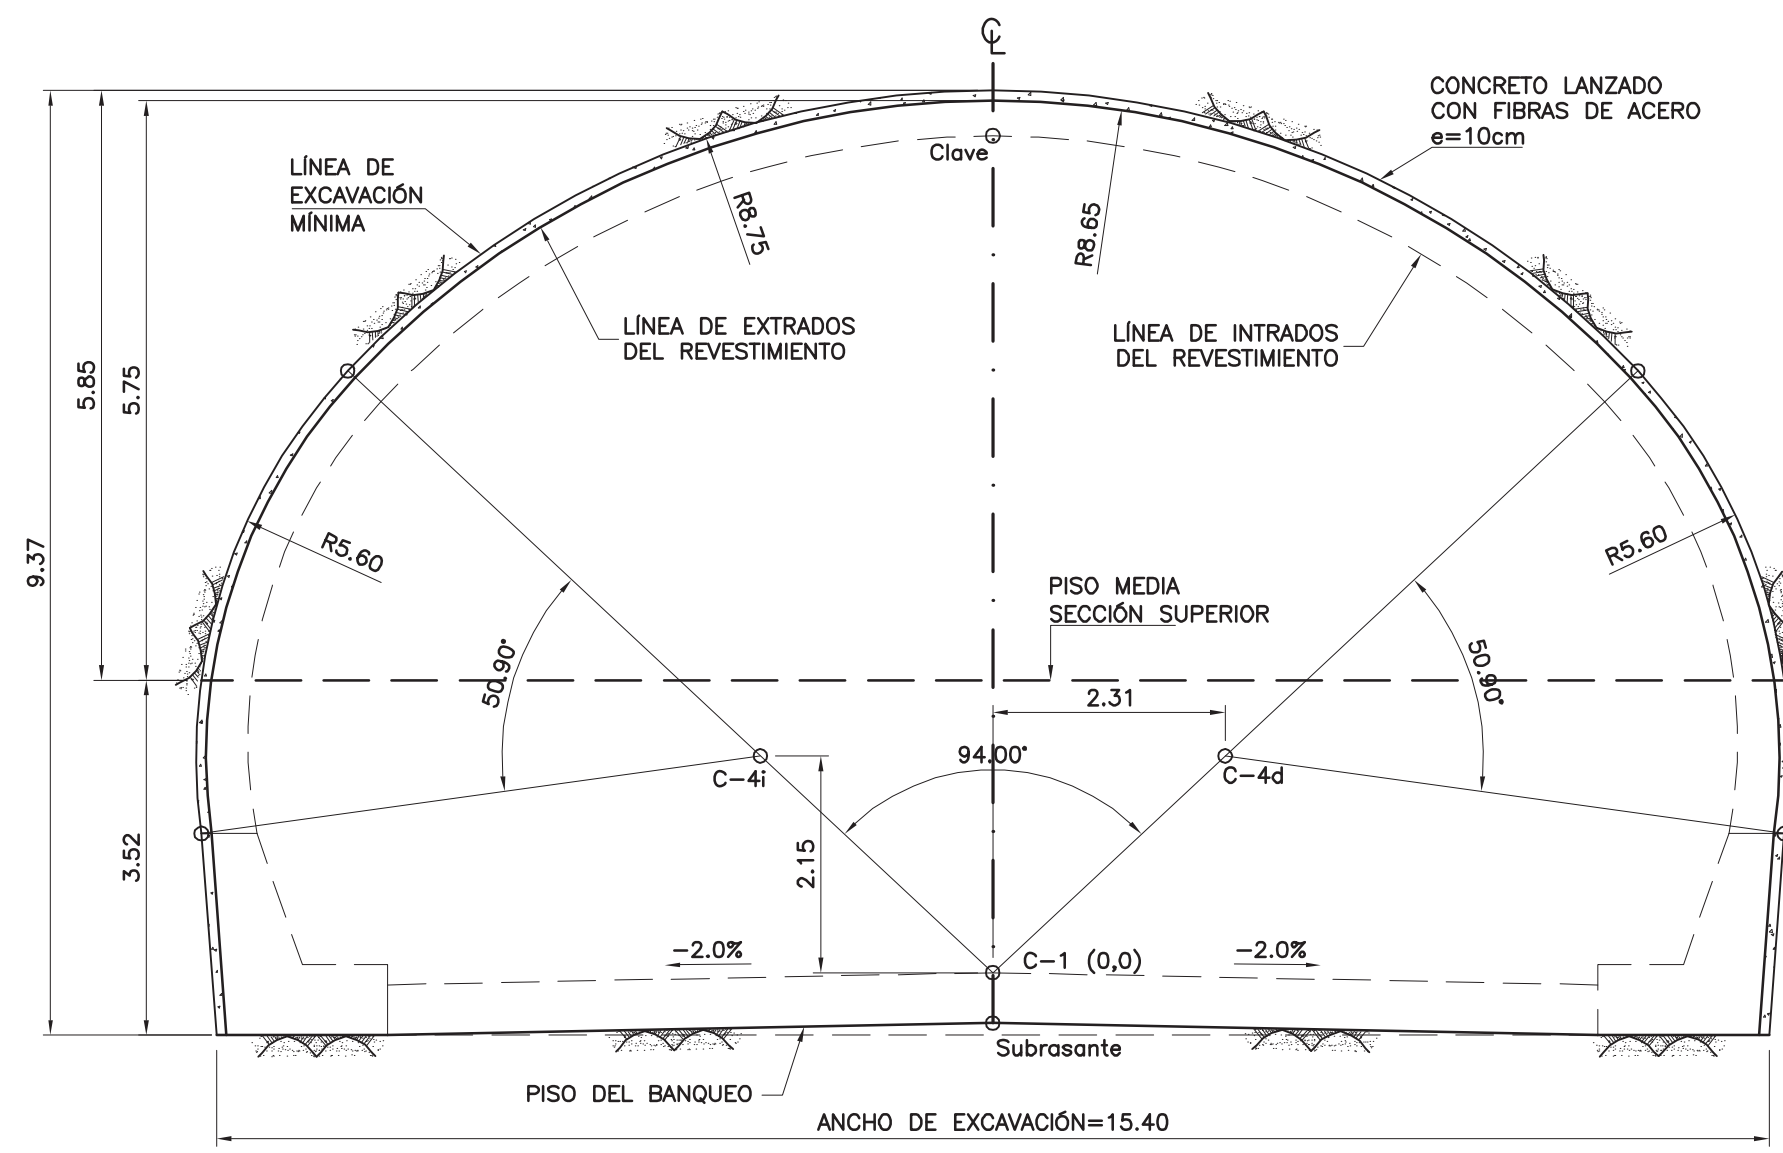 ℄
CONCRETO LANZADO
CON FIBRAS DE ACERO
e=10cm
Clave
LÍNEA DE
EXCAVACIÓN
MÍNIMA
R8.75
R8.65
LÍNEA DE EXTRADOS
DEL REVESTIMIENTO
LÍNEA DE INTRADOS
DEL REVESTIMIENTO
5.85
5.75
9.37
R5.60
R5.60
PISO MEDIA
SECCIÓN SUPERIOR
50.90°
50.90°
2.31
94.00°
C-4i
C-4d
3.52
2.15
-2.0%
C-1 (0,0)
-2.0%
Subrasante
PISO DEL BANQUEO
ANCHO DE EXCAVACIÓN=15.40